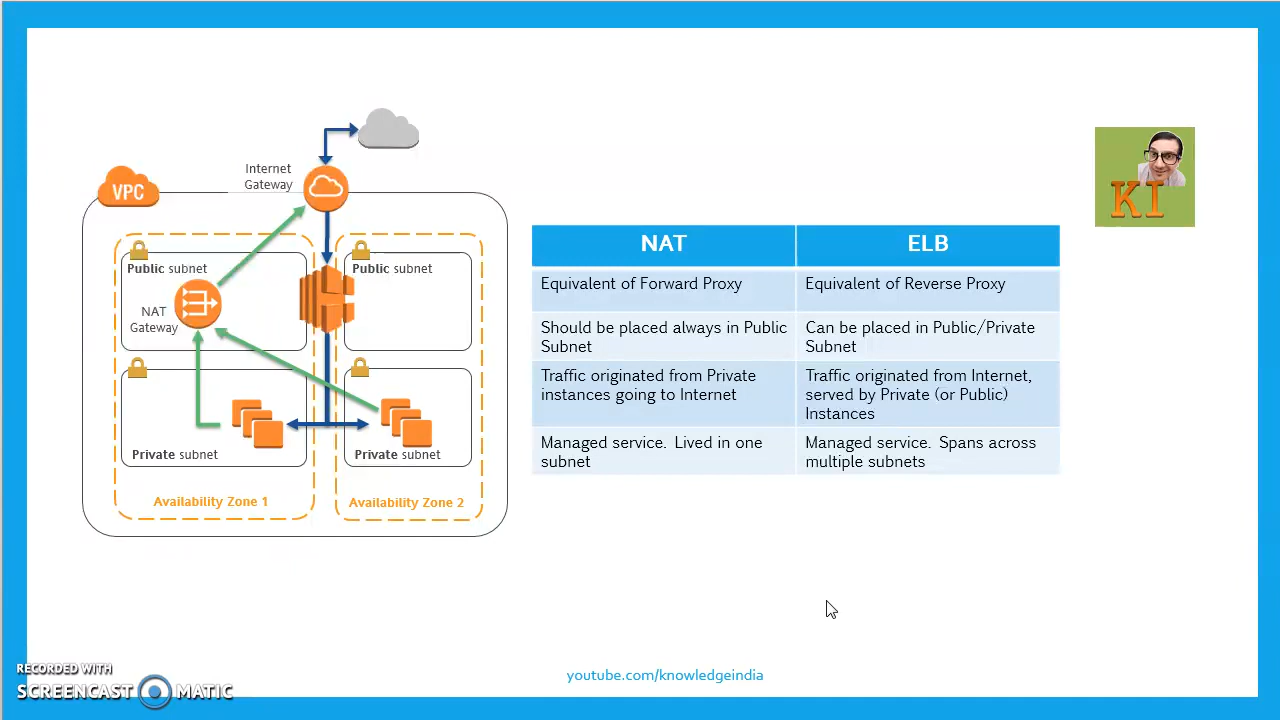 Internet
Gateway
VPC
Public subnet
Public subnet
NAT
Gateway
Private subnet
Private subnet
Availability Zone 1
Availability Zone 2
KI
NAT
ELB
Equivalent of Forward Proxy
Equivalent of Reverse Proxy
Should be placed always in Public
Subnet
Can be placed in Public/Private
Subnet
Traffic originated from Private
instances going to Internet
Traffic originated from Internet,
served by Private (or Public)
Instances
Managed service. Lived in one
subnet
Managed service. Spans across
multiple subnets
youtube.com/knowledgeindia
RECORDED WITH
SCREENCAST MATIC